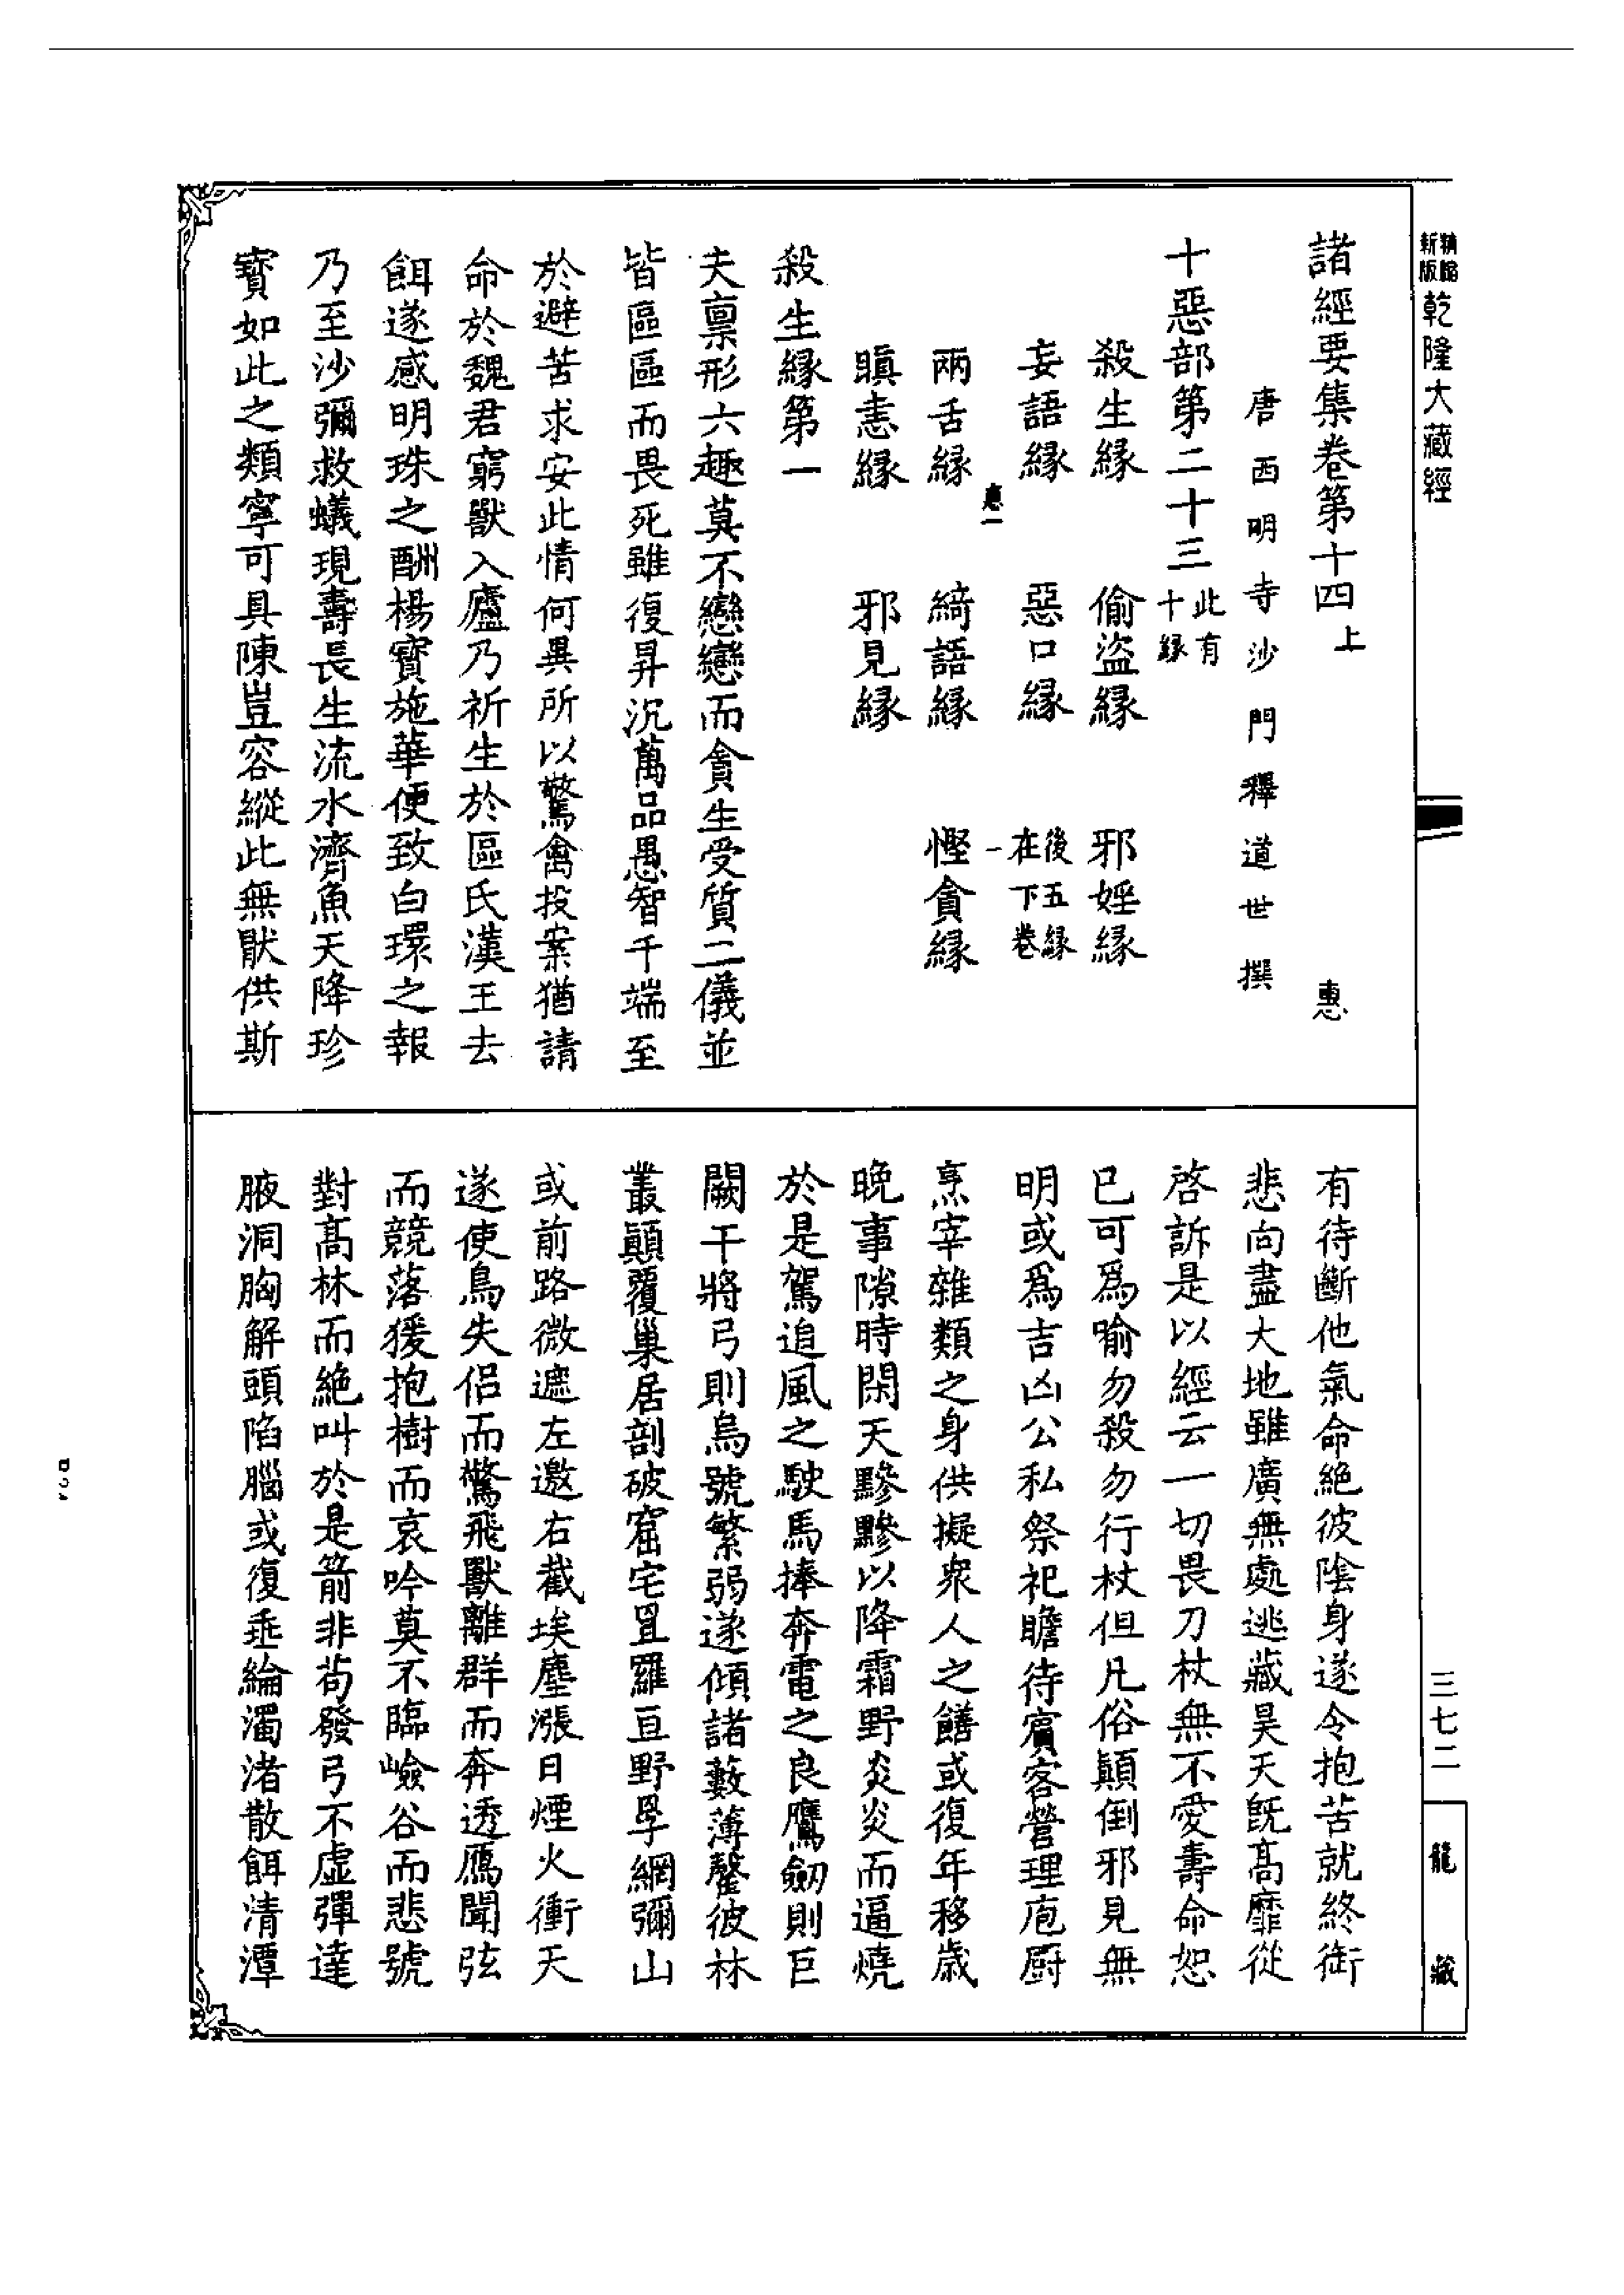 新版 精縮 乾隆大藏經
諸經要集卷第十四上 惠
唐西明寺沙門釋道世撰
十惡部第二十三 此有十緣
殺生緣 偷盜緣 邪婬緣
妄語緣 惡口緣 後五緣在下卷
惠一 一
兩舌緣 綺語緣 慳貪緣
瞋恚緣 邪見緣
殺生緣第一
夫稟形六趣莫不戀戀而貪生受質二儀並
皆區區而畏死雖復昇沉萬品愚智千端至
於避苦求安此情何異所以驚禽投案猶請
命於魏君窮獸入廬乃祈生於區氏漢王去
餌遂感明珠之酬楊寶施華便致白環之報
乃至沙彌救蟻現壽長生流水濟魚天降珍
寶如此之類寧可具陳豈容縱此無猒供斯
有待斷他氣命絕彼陰身遂令抱苦就終銜
悲向盡大地雖廣無處逃藏昊天既高靡從
啓訴是以經云一切畏刀杖無不愛壽命恕
已可爲喻勿殺勿行杖但凡俗顛倒邪見無
明或爲吉凶公私祭祀瞻待賓客營理庖廚
烹宰雜類之身供擬衆人之饍或復年移歲
晚事隙時閑天黲黲以降霜野炎炎而逼燒
於是駕追風之駛馬捧奔電之良鷹劒則巨
闕干將弓則烏號繁弱遂傾諸藪薄罄彼林
叢顛覆巢居剖破窟宅罝羅亘野罘網彌山
或前路微遮左邀右截埃塵漲日煙火衝天
遂使鳥失侶而驚飛獸離群而奔透鴈聞弦
而競落猨抱樹而哀吟莫不臨嶮谷而悲號
對高林而絕叫於是箭非苟發弓不虛彈達
腋洞胸解頭陷腦或復垂綸濁渚散餌清潭
三七二
龍藏